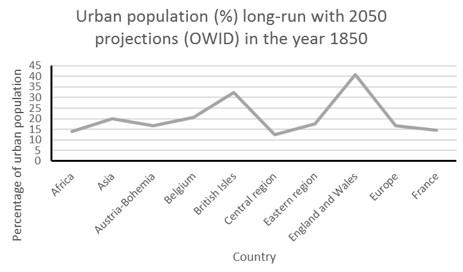 Urban population (%) long-run with 2050
projections (OWID) in the year 1850
Percentage of urban population
45
40
35
30
25
20
15
10
5
0
Africa
Asia
Austria-Bohemia
Belgium
British Isles
Central region
Eastern region
England and Wales
Europe
France
Country